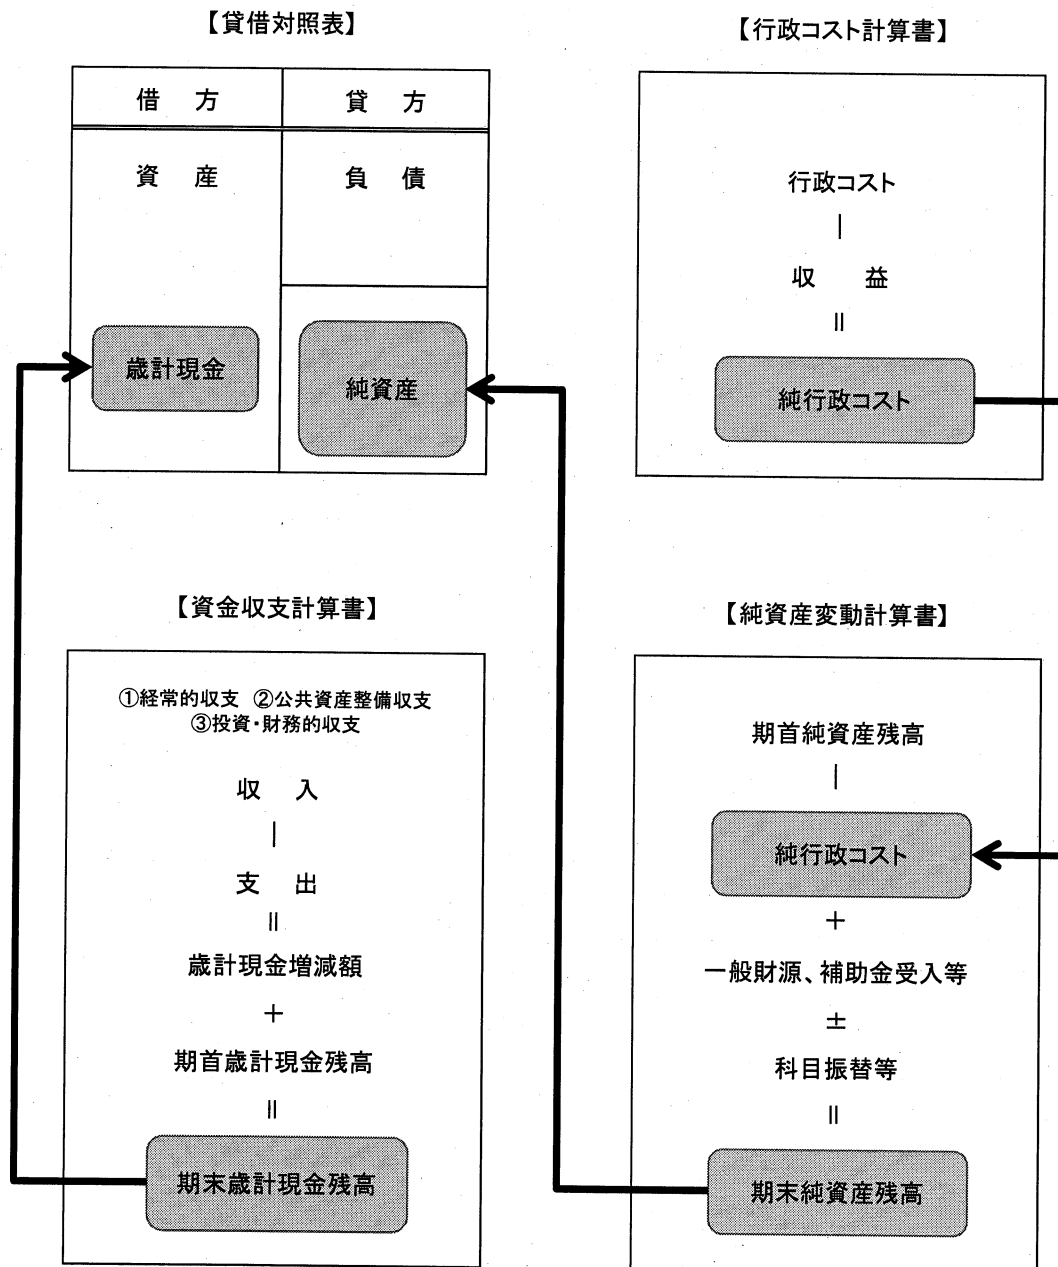 【貸借対照表】
借 方
貸 方
資 産
負 債
歳計現金
純資産
【行政コスト計算書】
行政コスト
｜
収 益
॥
純行政コスト
【資金収支計算書】
①経常的収支 ②公共資産整備収支
③投資・財務的収支
収 入
｜
支 出
॥
歳計現金増減額
＋
期首歳計現金残高
॥
期末歳計現金残高
【純資産変動計算書】
期首純資産残高
｜
純行政コスト
＋
一般財源、補助金受入等
±
科目振替等
॥
期末純資産残高